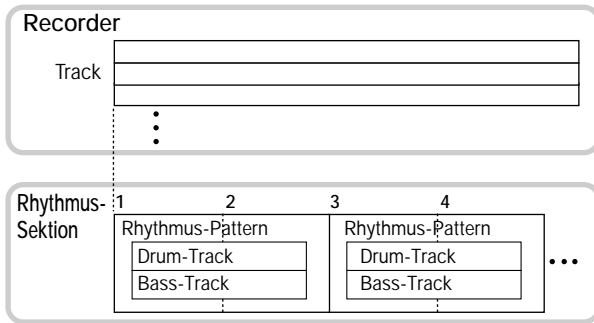 Recorder
Track
1 2 3 4
Rhythmus-
Sektion
Rhythmus-Pattern Rhythmus-Pattern
Drum-Track Drum-Track
Bass-Track Bass-Track